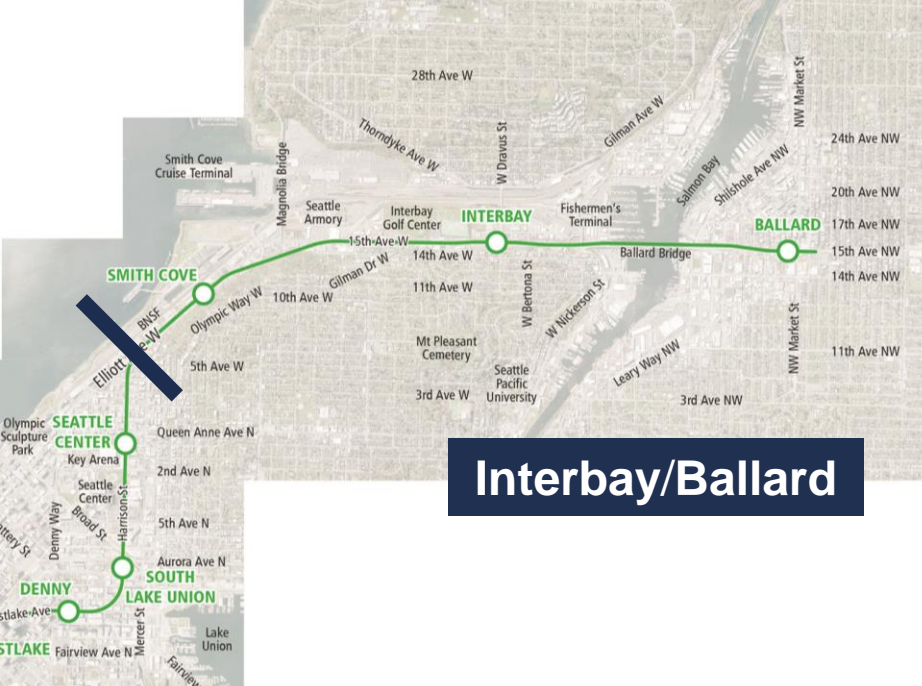 28th Ave W
NW Market St
Thorndyke Ave W
Gilman Ave W
W Dravus St
24th Ave NW
Smith Cove
Cruise Terminal
Magnolia Bridge
Salmon Bay
Shilshole Ave NW
20th Ave NW
Seattle
Armory
Interbay
Golf Center
INTERBAY
Fishermen's
Terminal
BALLARD
17th Ave NW
15th Ave W
Ballard Bridge
15th Ave NW
14th Ave W
SMITH COVE
Gilman Dr W
14th Ave NW
11th Ave W
10th Ave W
Olympic Way W
W Bertona St
W Nickerson St
BNSF
Elliott
W
Mt Pleasant
Cemetery
Leary Way NW
NW Market St
11th Ave NW
5th Ave W
Seattle
Pacific
University
3rd Ave W
3rd Ave NW
Olympic
Sculpture
Park
SEATTLE
CENTER
Queen Anne Ave N
Key Arena
2nd Ave N
Interbay/Ballard
Seattle
Center
Harrison St
Broad St
Denny Way
5th Ave N
ttery St
Aurora Ave N
SOUTH
LAKE UNION
DENNY
stlake Ave
Mercer St
Lake
Union
STLAKE
Fairview Ave N
Fairview